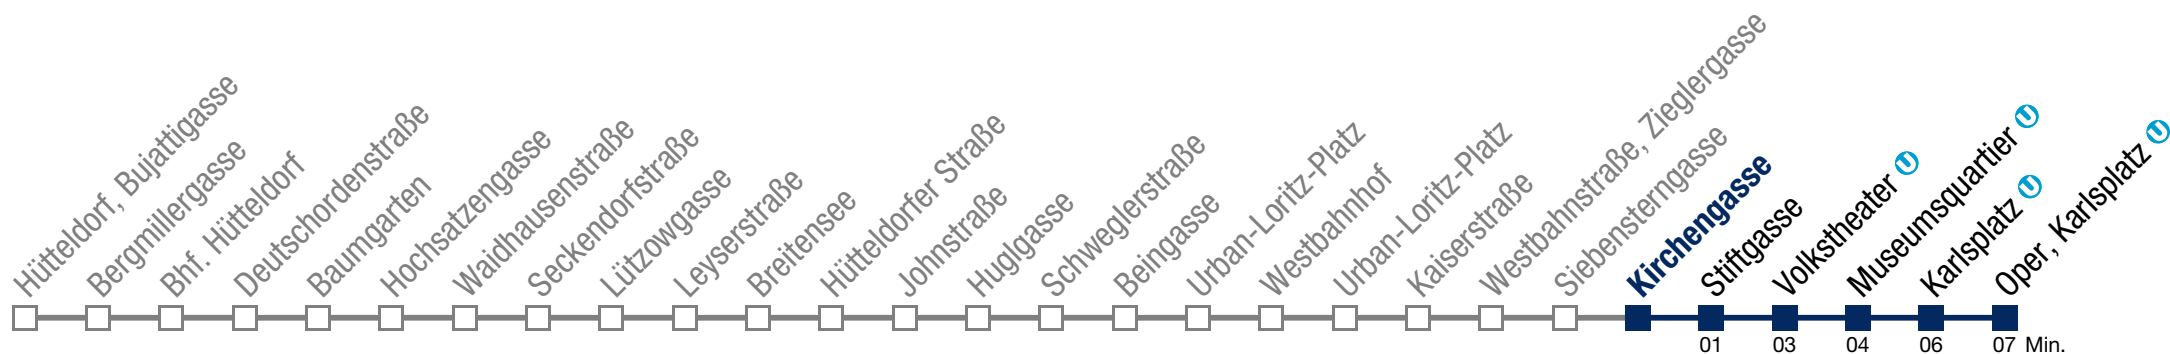 Hütteldorf, Bujattigasse
Bergmillergasse
Bhf. Hütteldorf
Deutschordenstraße
Baumgarten
Hochsatzengasse
Waidhausenstraße
Seckendorfstraße
Lützowgasse
Leyserstraße
Breitensee
Hütteldorfer Straße
Johnstraße
Huglgasse
Schweglerstraße
Beingasse
Urban-Loritz-Platz
Westbahnhof
Urban-Loritz-Platz
Kaiserstraße
Westbahnstraße, Zieglergasse
Siebensterngasse
Kirchengasse
Stiftgasse
Volkstheater U
Museumsquartier U
Karlsplatz U
Oper, Karlsplatz U
01 03 04 06 07 Min.